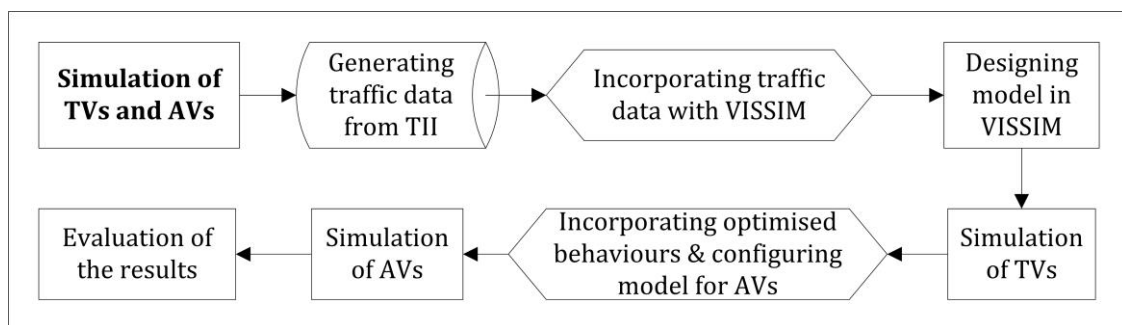 Simulation of
TVs and AVs
Generating
traffic data
from TII
Incorporating traffic
data with VISSIM
Designing
model in
VISSIM
Simulation
of TVs
Incorporating optimised
behaviours & configuring
model for AVs
Simulation
of AVs
Evaluation of
the results